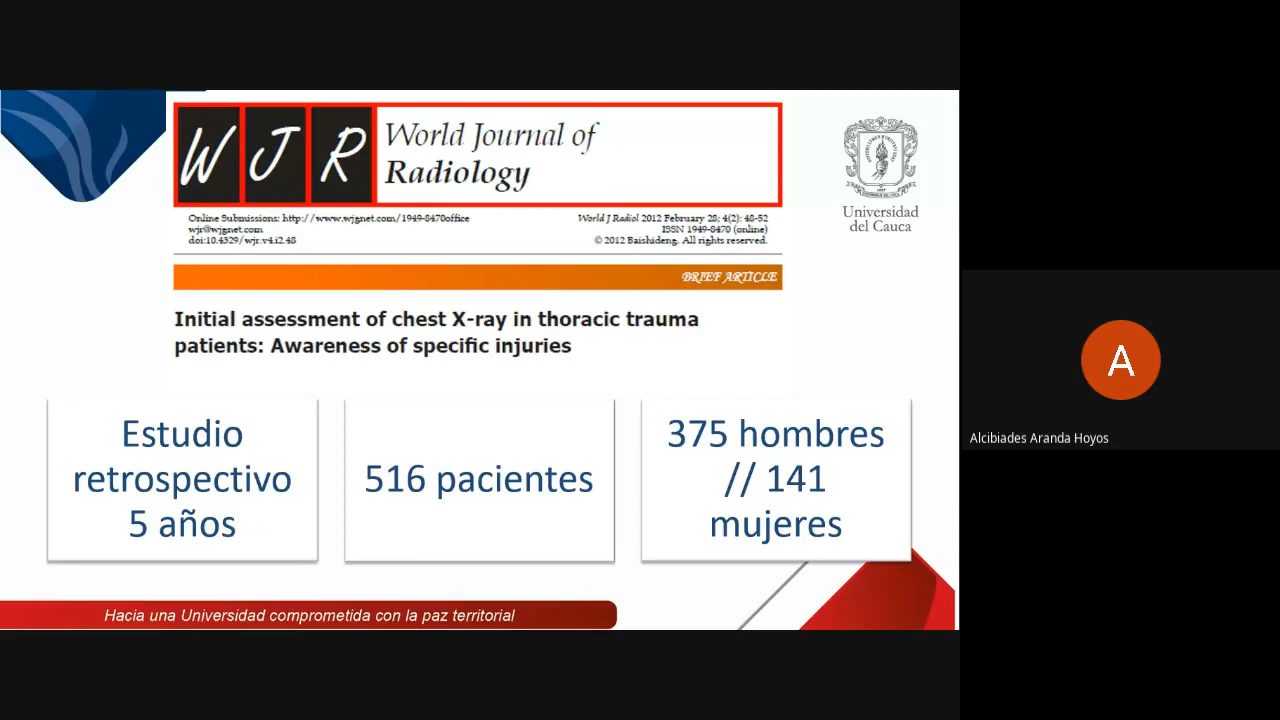 W J R
World Journal of
Radiology
Online Submissions: http://www.wjgnet.com/1949-8470office
wjr@wjgnet.com
doi:10.4329/wjr.v4.i2.48
World J Radiol 2012 February 28; 4(2): 48-52
ISSN 1949-8470 (online)
© 2012 Baishideng. All rights reserved.
Universidad
del Cauca
BRIEF ARTICLE
Initial assessment of chest X-ray in thoracic trauma
patients: Awareness of specific injuries
Estudio
retrospectivo
5 años
516 pacientes
375 hombres
// 141
mujeres
Hacia una Universidad comprometida con la paz territorial
A
Alcibiades Aranda Hoyos